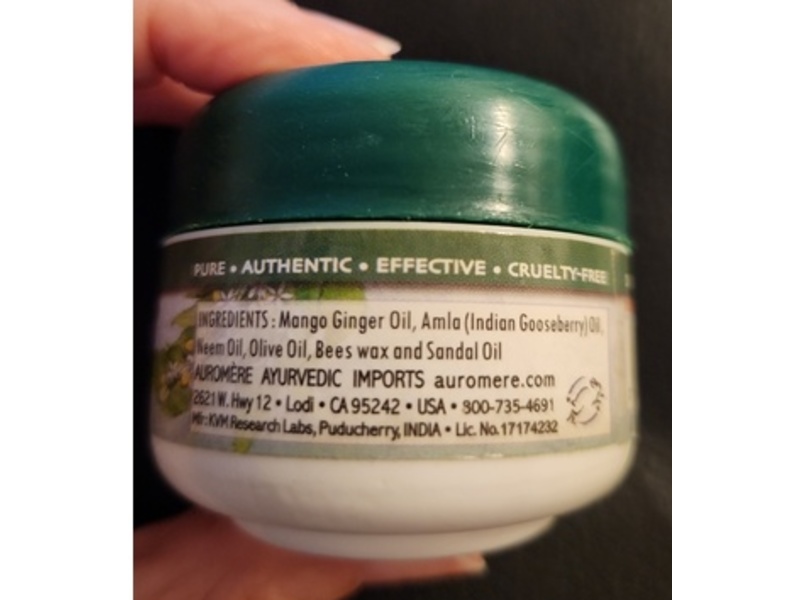 PURE • AUTHENTIC • EFFECTIVE • CRUELTY-FREE
INGREDIENTS : Mango Ginger Oil, Amla (Indian Gooseberry) Oil,
Neem Oil, Olive Oil, Bees wax and Sandal Oil
AUROMÈRE AYURVEDIC IMPORTS auromere.com
2621 W. Hwy 12 • Lodi • CA 95242 • USA • 800-735-4691
Mfr: KVM Research Labs, Puducherry, INDIA • Lic. No. 17174232